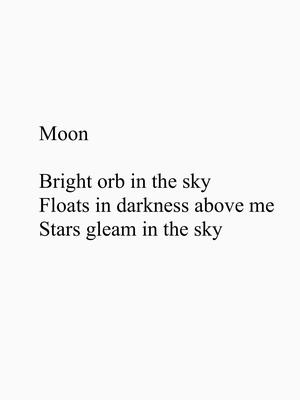 Moon
Bright orb in the sky
Floats in darkness above me
Stars gleam in the sky